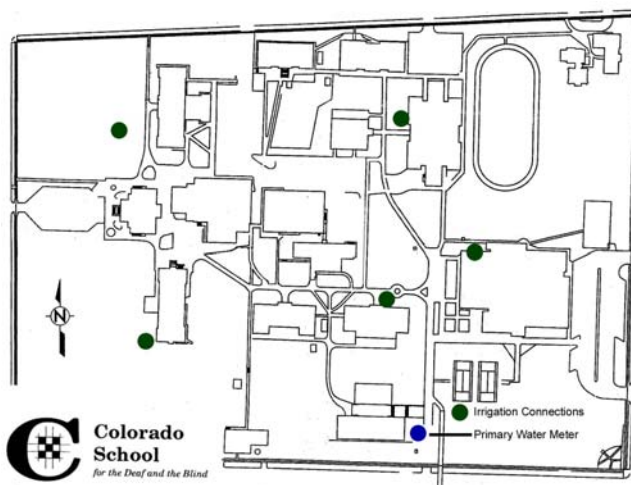 N
Irrigation Connections
Primary Water Meter
C
Colorado
School
for the Deaf and the Blind